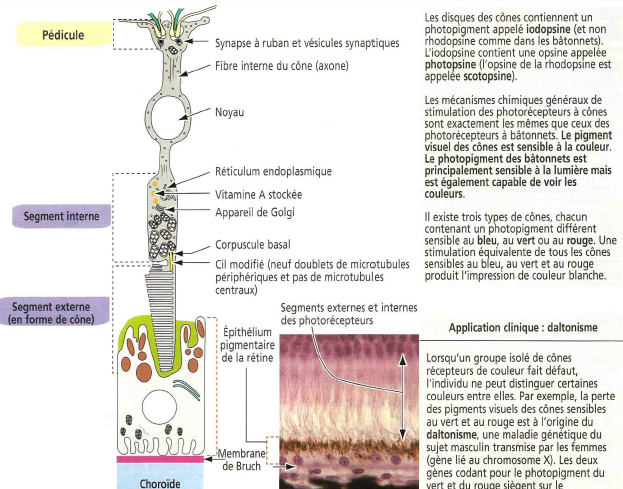 Pédicule
Synapse à ruban et vésicules synaptiques
Fibre interne du cône (axone)
Noyau
Réticulum endoplasmique
Vitamine A stockée
Appareil de Golgi
Segment interne
Corpuscule basal
Cil modifié (neuf doublets de microtubules
périphériques et pas de microtubules
centraux)
Segment externe
(en forme de cône)
Épithélium
pigmentaire
de la rétine
Membrane
de Bruch
Choroïde
Segments externes et internes
des photorécepteurs
Les disques des cônes contiennent un
photopigment appelé iodopsine (et non
rhodopsine comme dans les bâtonnets).
L'iodopsine contient une opsine appelée
photopsine (l'opsine de la rhodopsine est
appelée scotopsine).
Les mécanismes chimiques généraux de
stimulation des photorécepteurs à cônes
sont exactement les mêmes que ceux des
photorécepteurs à bâtonnets. Le pigment
visuel des cônes est sensible à la couleur.
Le photopigment des bâtonnets est
principalement sensible à la lumière mais
est également capable de voir les
couleurs.
Il existe trois types de cônes, chacun
contenant un photopigment différent
sensible au bleu, au vert ou au rouge. Une
stimulation équivalente de tous les cônes
sensibles au bleu, au vert et au rouge
produit l'impression de couleur blanche.
Application clinique : daltonisme
Lorsqu'un groupe isolé de cônes
récepteurs de couleur fait défaut,
l'individu ne peut distinguer certaines
couleurs entre elles. Par exemple, la perte
des pigments visuels des cônes sensibles
au vert et au rouge est à l'origine du
daltonisme, une maladie génétique du
sujet masculin transmise par les femmes
(gène lié au chromosome X). Les deux
gènes codant pour le photopigment du
vert et du rouge siègent sur le